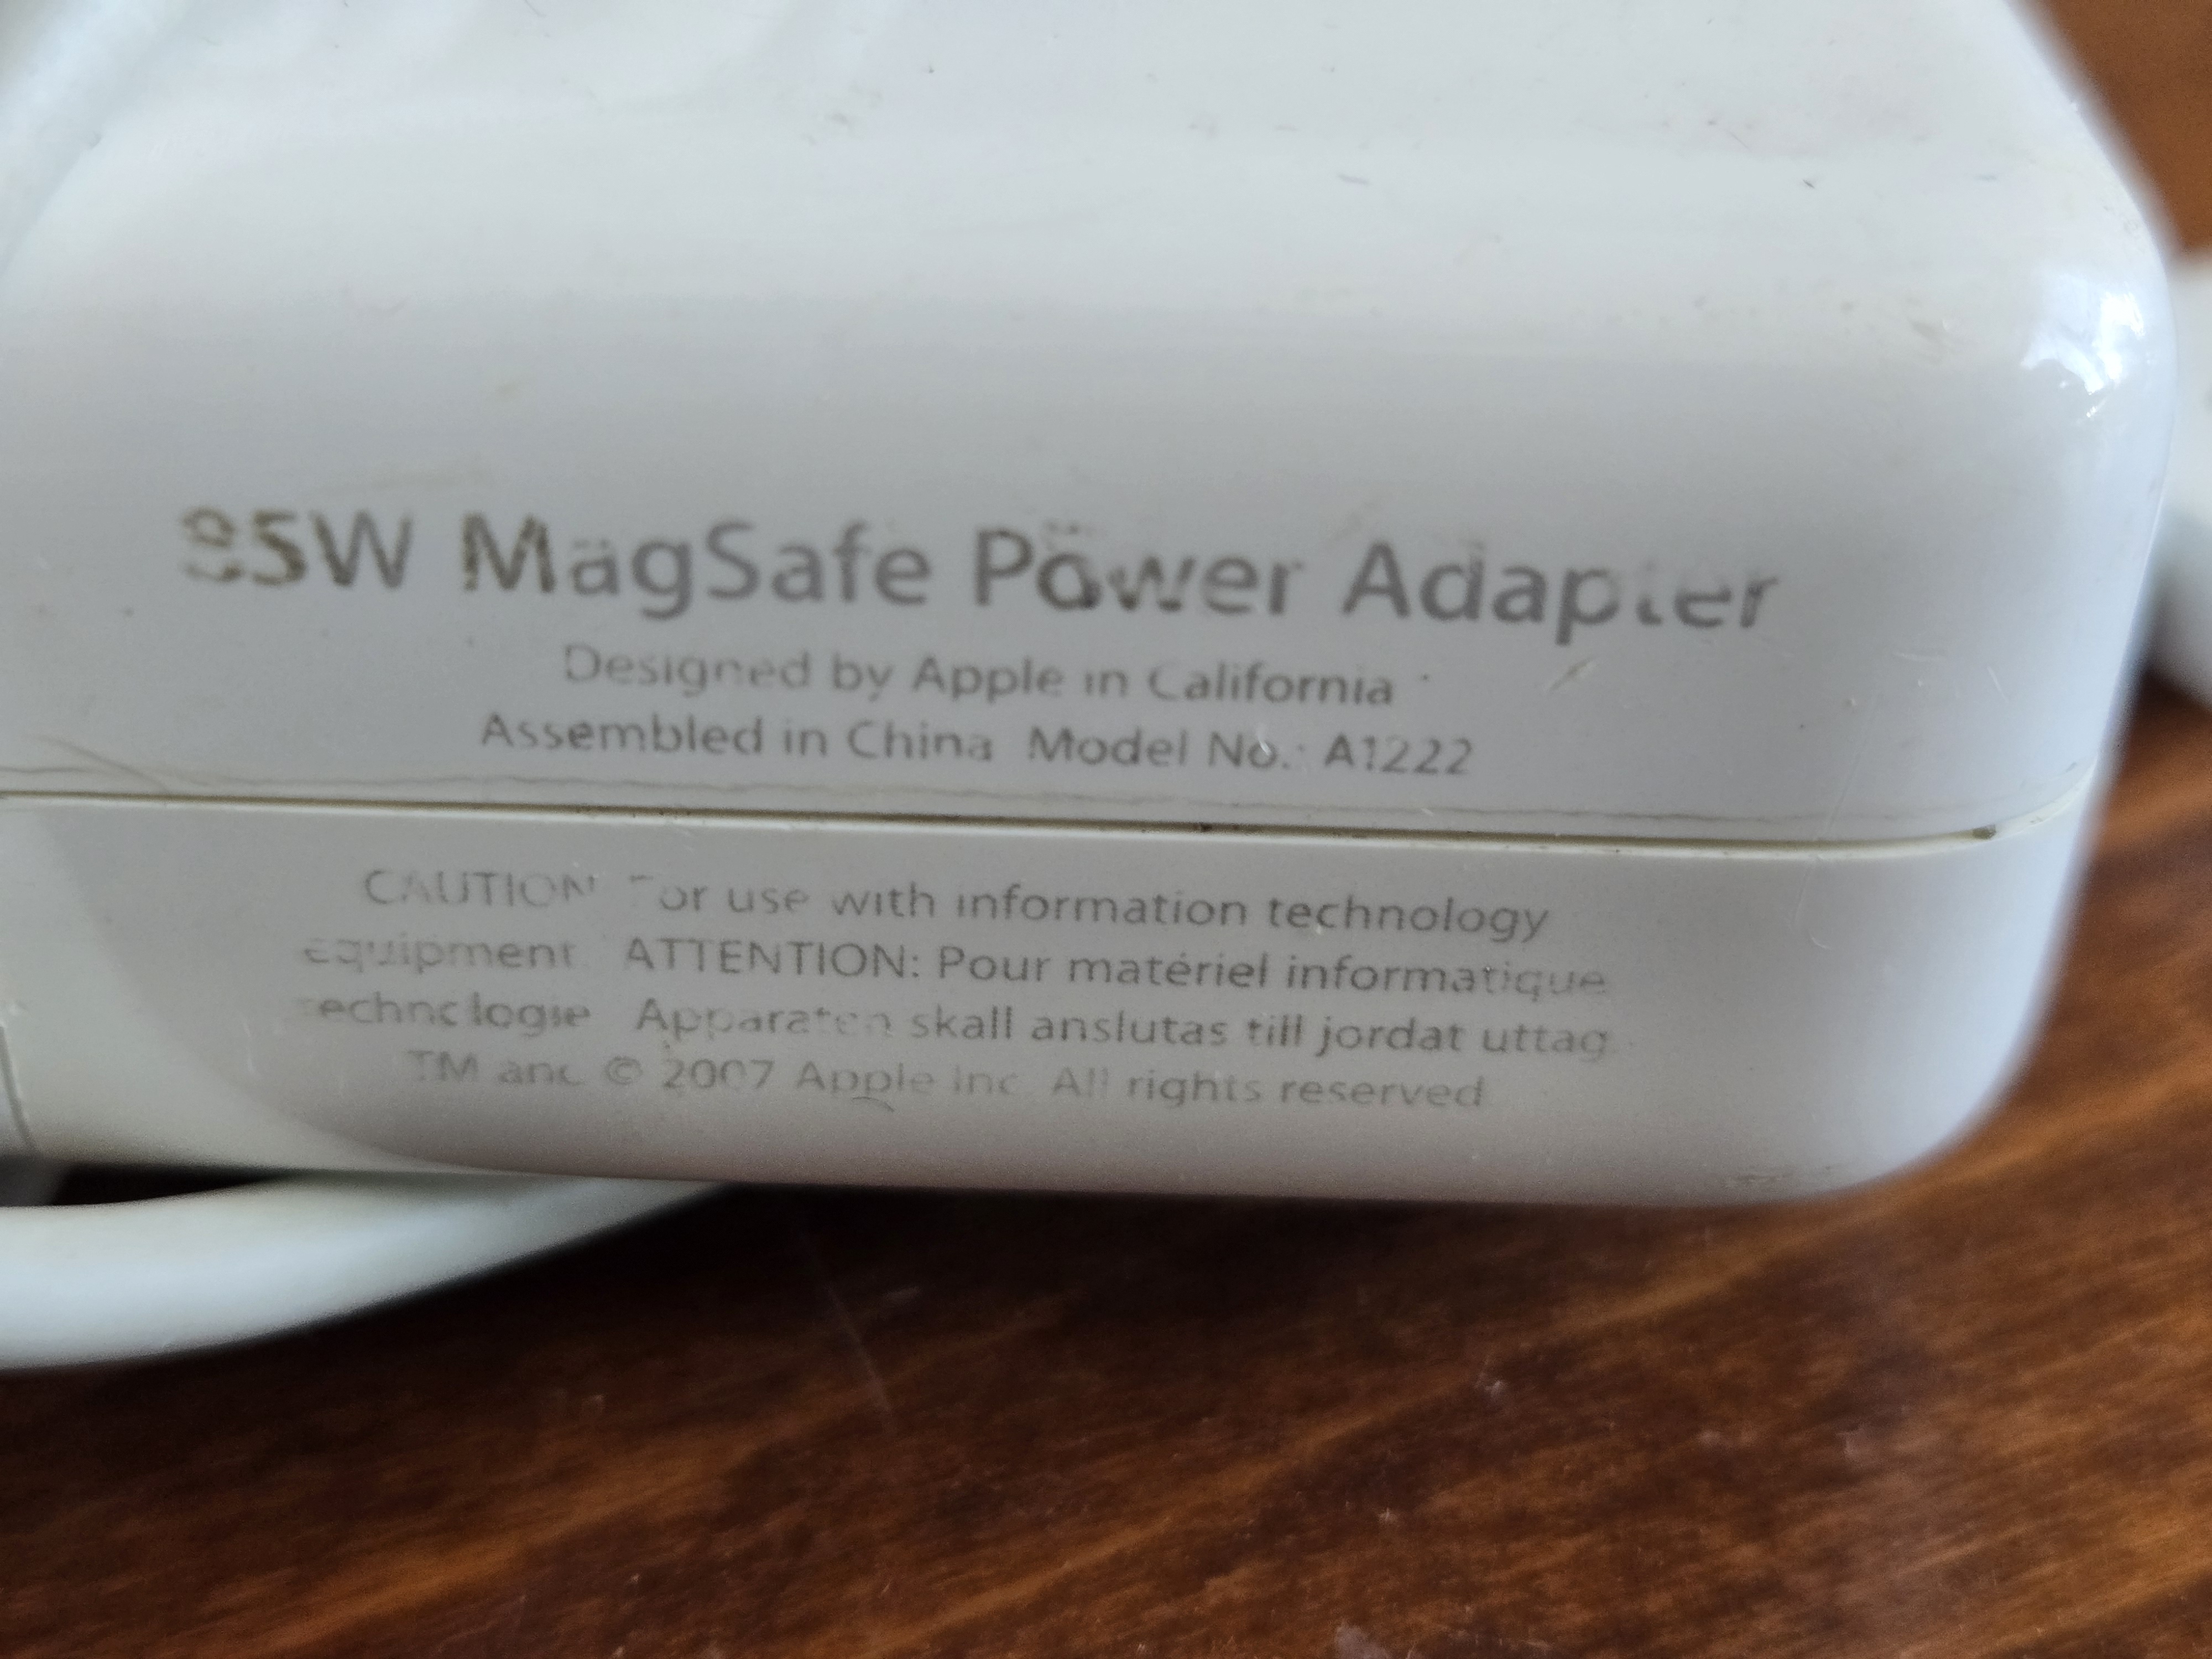 85W MagSafe Power Adapter
Designed by Apple in California
Assembled in China Model No.: A1222
CAUTION For use with information technology
equipment ATTENTION: Pour matériel informatique
technologie Apparaten skall anslutas till jordat uttag
TM and © 2007 Apple Inc All rights reserved